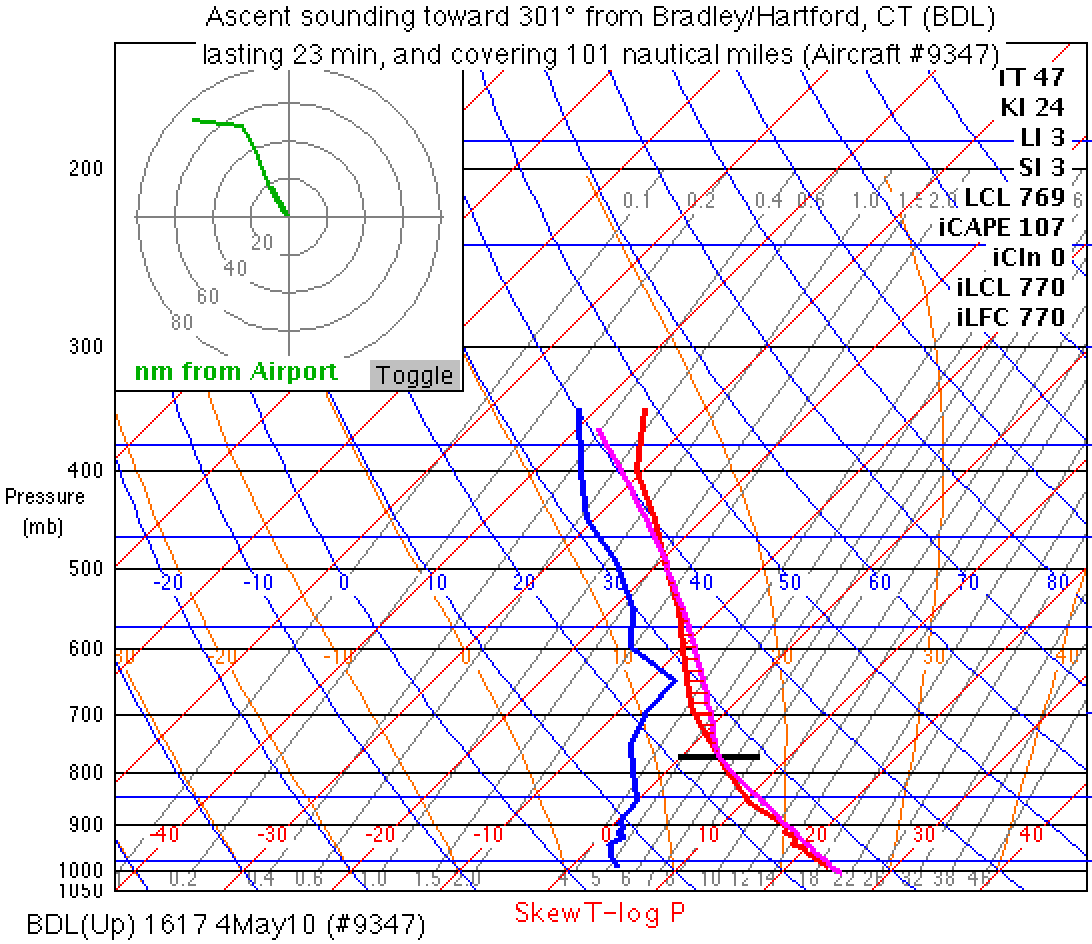 Ascent sounding toward 301° from Bradley/Hartford, CT (BDL)
lasting 23 min, and covering 101 nautical miles (Aircraft #9347)
TT 47
KI 24
LI 3
SI 3
LCL 769
iCAPE 107
iCIn 0
iLCL 770
iLFC 770
20
40
60
80
nm from Airport
Toggle
200
0.1 0.2 0.4 0.6 1.0 1.5 2.0 6
300
400
Pressure
(mb)
500
-20 -10 0 10 20 30 40 50 60 70 80
600
-30 -20 -10 0 10 20 30 40
700
800
900
-40 -30 -20 -10 0 10 20 30 40
1000
0.2 0.4 0.6 1.0 1.5 2.0 4 5 6 7 8 10 12 14 18 22 26 32 38 46
1050
SkewT-log P
BDL(Up) 1617 4May10 (#9347)